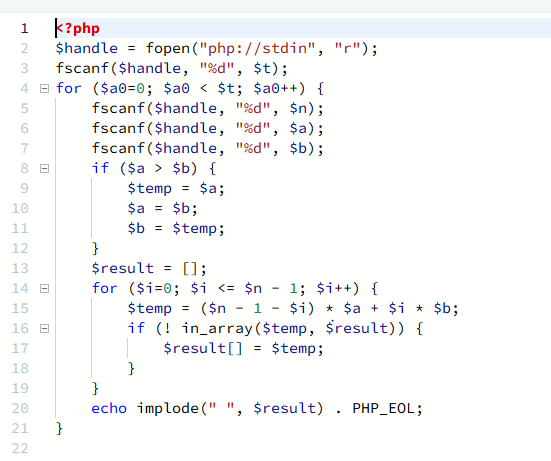 1 <?php
2 $handle = fopen("php://stdin", "r");
3 fscanf($handle, "%d", $t);
4 for ($a0=0; $a0 < $t; $a0++) {
5     fscanf($handle, "%d", $n);
6     fscanf($handle, "%d", $a);
7     fscanf($handle, "%d", $b);
8     if ($a > $b) {
9         $temp = $a;
10         $a = $b;
11         $b = $temp;
12     }
13     $result = [];
14     for ($i=0; $i <= $n - 1; $i++) {
15         $temp = ($n - 1 - $i) * $a + $i * $b;
16         if (! in_array($temp, $result)) {
17             $result[] = $temp;
18         }
19     }
20     echo implode(" ", $result) . PHP_EOL;
21 }
22